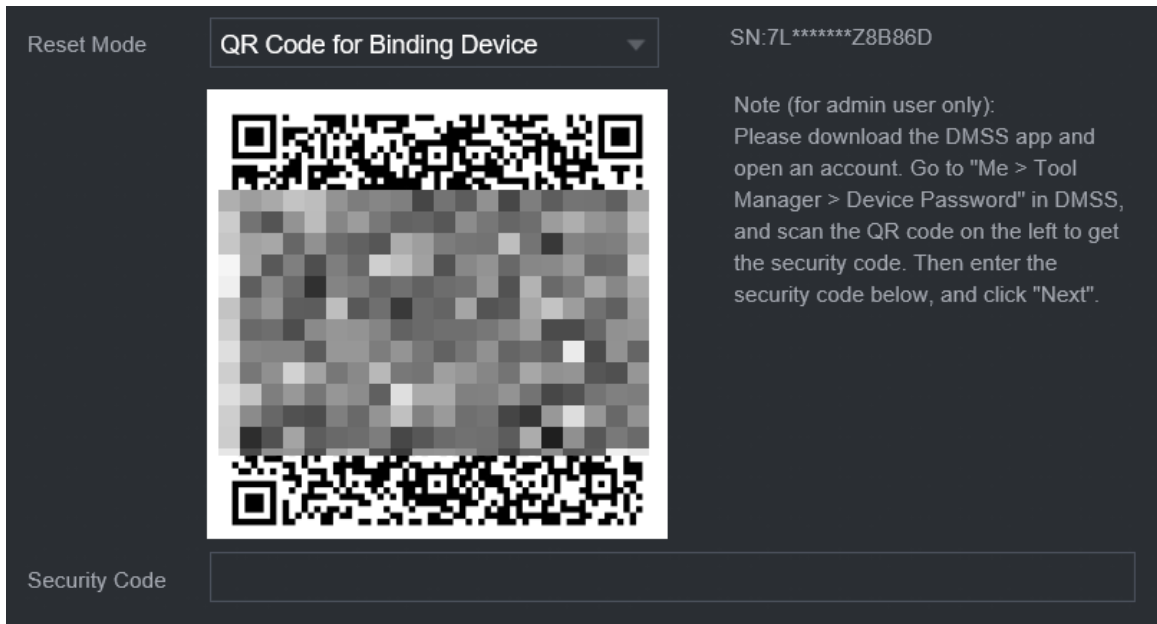 Reset Mode
QR Code for Binding Device
SN:7L*******Z8B86D
Note (for admin user only):
Please download the DMSS app and
open an account. Go to "Me > Tool
Manager > Device Password" in DMSS,
and scan the QR code on the left to get
the security code. Then enter the
security code below, and click "Next".
Security Code